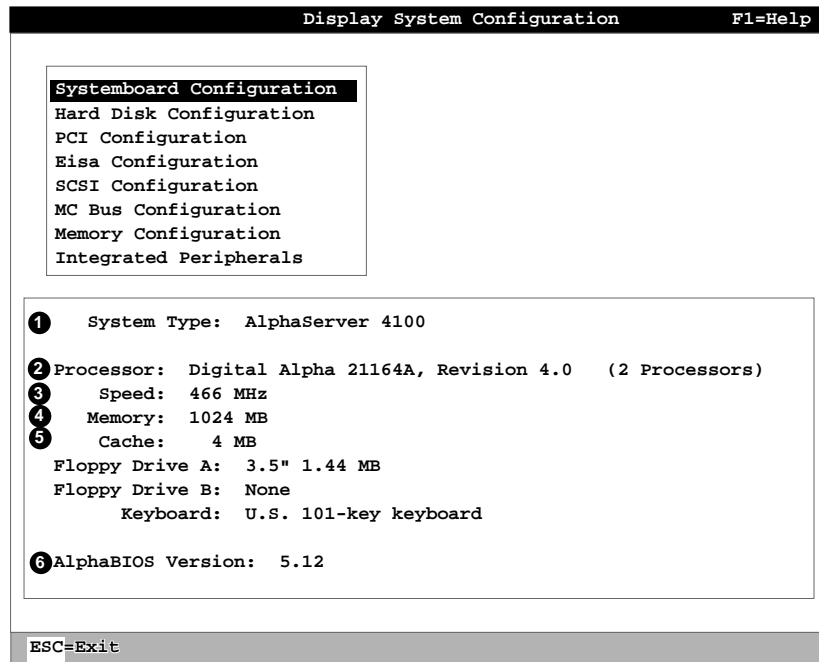 Display System Configuration F1=Help
Systemboard Configuration
Hard Disk Configuration
PCI Configuration
Eisa Configuration
SCSI Configuration
MC Bus Configuration
Memory Configuration
Integrated Peripherals
1 System Type: AlphaServer 4100
2 Processor: Digital Alpha 21164A, Revision 4.0 (2 Processors)
3 Speed: 466 MHz
4 Memory: 1024 MB
5 Cache: 4 MB
Floppy Drive A: 3.5" 1.44 MB
Floppy Drive B: None
Keyboard: U.S. 101-key keyboard
6 AlphaBIOS Version: 5.12
ESC=Exit